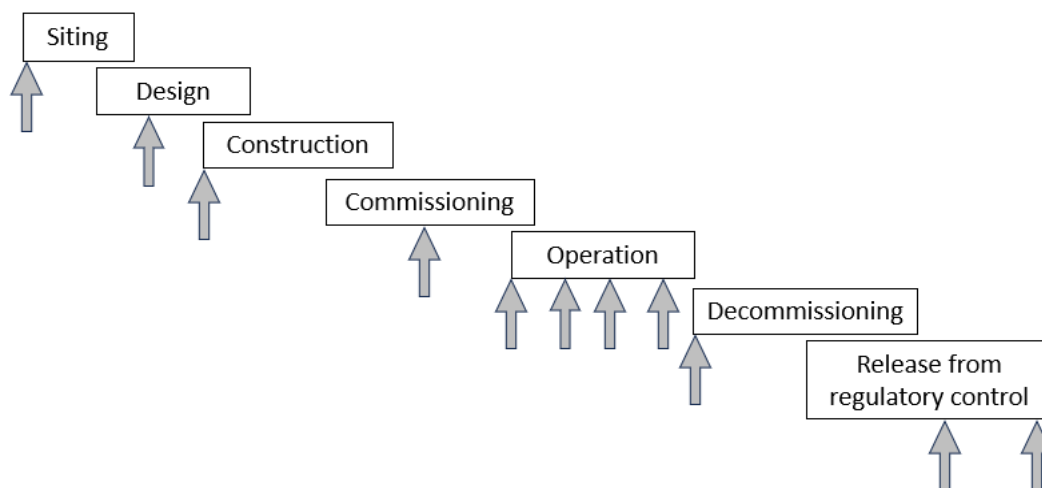 Siting
Design
Construction
Commissioning
Operation
Decommissioning
Release from
regulatory control